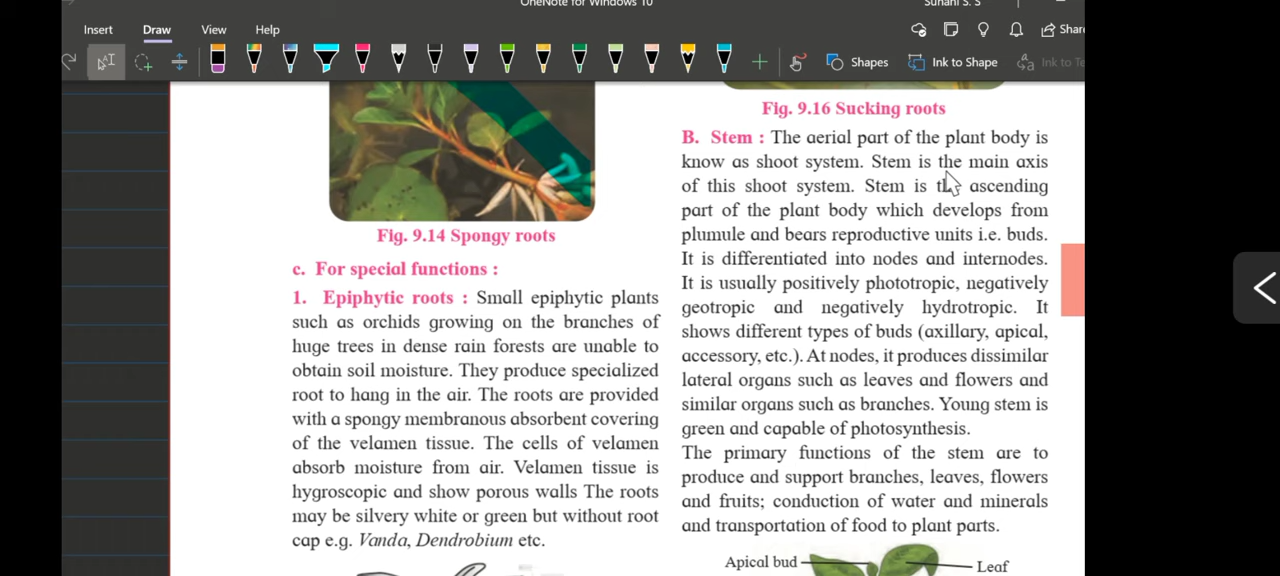 OneNote for Windows 10
Suhani S. S
Insert Draw View Help
Share
Shapes
Ink to Shape
Fig. 9.14 Spongy roots
c. For special functions :
1. Epiphytic roots : Small epiphytic plants
such as orchids growing on the branches of
huge trees in dense rain forests are unable to
obtain soil moisture. They produce specialized
root to hang in the air. The roots are provided
with a spongy membranous absorbent covering
of the velamen tissue. The cells of velamen
absorb moisture from air. Velamen tissue is
hygroscopic and show porous walls The roots
may be silvery white or green but without root
cap e.g. Vanda, Dendrobium etc.
Fig. 9.16 Sucking roots
B. Stem : The aerial part of the plant body is
know as shoot system. Stem is the main axis
of this shoot system. Stem is the ascending
part of the plant body which develops from
plumule and bears reproductive units i.e. buds.
It is differentiated into nodes and internodes.
It is usually positively phototropic, negatively
geotropic and negatively hydrotropic. It
shows different types of buds (axillary, apical,
accessory, etc.). At nodes, it produces dissimilar
lateral organs such as leaves and flowers and
similar organs such as branches. Young stem is
green and capable of photosynthesis.
The primary functions of the stem are to
produce and support branches, leaves, flowers
and fruits; conduction of water and minerals
and transportation of food to plant parts.
Apical bud
Leaf